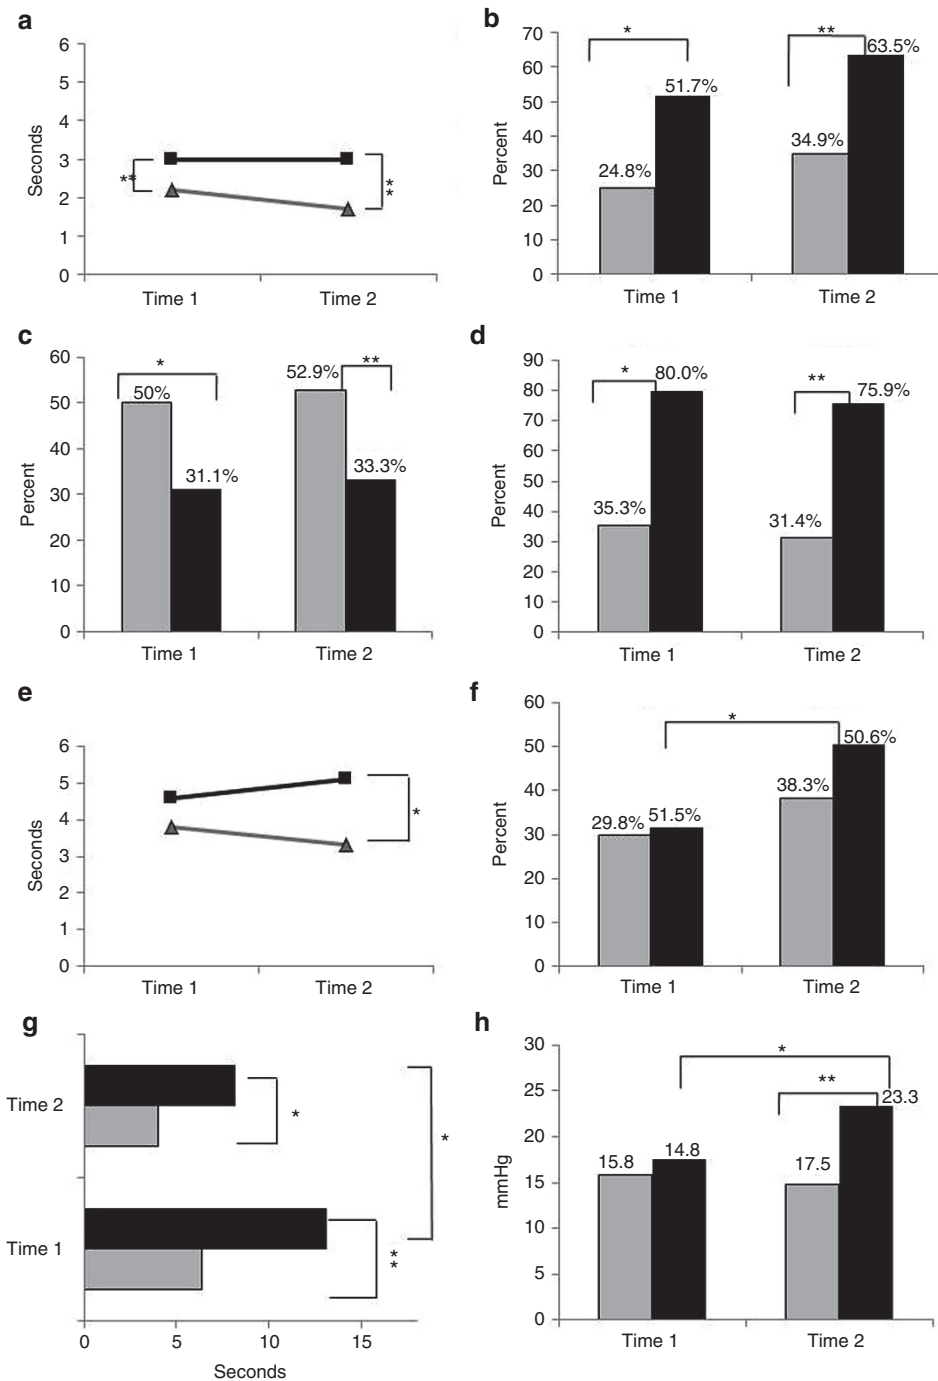 a
6
5
4
3
2
1
0
Seconds
**
**
Time 1
Time 2
b
70
60
50
40
30
20
10
0
Percent
*
**
24.8%
51.7%
34.9%
63.5%
Time 1
Time 2
c
60
50
40
30
20
10
0
Percent
*
**
50%
31.1%
52.9%
33.3%
Time 1
Time 2
d
90
80
70
60
50
40
30
20
10
0
Percent
*
**
35.3%
80.0%
31.4%
75.9%
Time 1
Time 2
e
6
5
4
3
2
1
0
Seconds
*
Time 1
Time 2
f
60
50
40
30
20
10
0
Percent
*
29.8%
51.5%
38.3%
50.6%
Time 1
Time 2
g
Time 2
Time 1
*
**
*
0
5
10
15
Seconds
h
30
25
20
15
10
5
0
mmHg
*
**
15.8
14.8
17.5
23.3
Time 1
Time 2